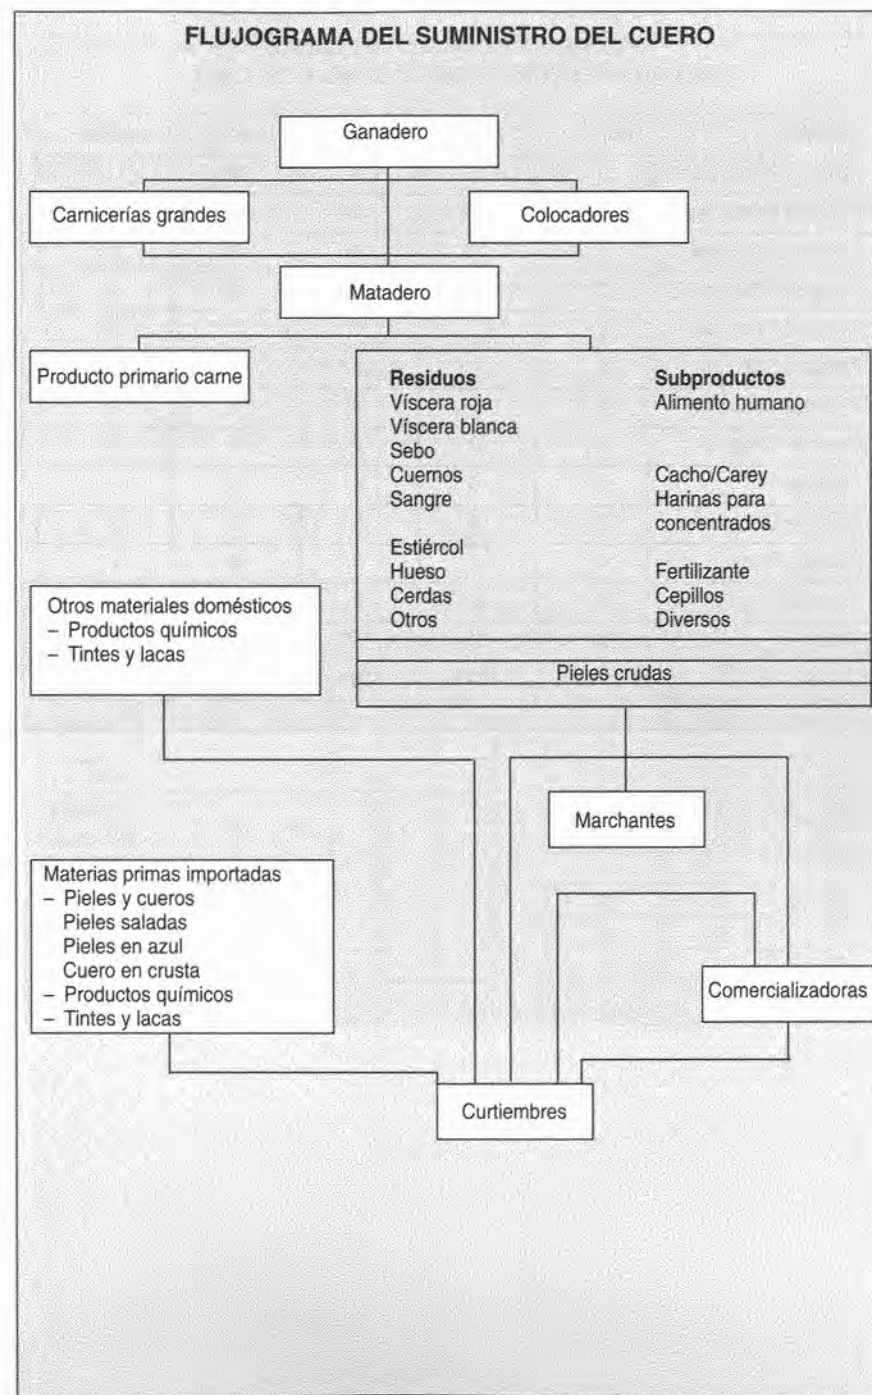 FLUJOGRAMA DEL SUMINISTRO DEL CUERO
Ganadero
Carnicerías grandes
Colocadores
Matadero
Producto primario carne
Residuos Subproductos
Víscera roja Alimento humano
Víscera blanca
Sebo
Cuernos Cacho/Carey
Sangre Harinas para
concentrados
Estiércol
Hueso Fertilizante
Cerdas Cepillos
Otros Diversos
Pieles crudas
Otros materiales domésticos
– Productos químicos
– Tintes y lacas
Marchantes
Materias primas importadas
– Pieles y cueros
Pieles saladas
Pieles en azul
Cuero en crusta
– Productos químicos
– Tintes y lacas
Comercializadoras
Curtiembres